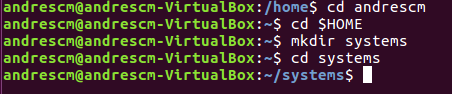 andrescm@andrescm-VirtualBox:/home$ cd andrescm
andrescm@andrescm-VirtualBox:~$ cd $HOME
andrescm@andrescm-VirtualBox:~$ mkdir systems
andrescm@andrescm-VirtualBox:~$ cd systems
andrescm@andrescm-VirtualBox:~/systems$